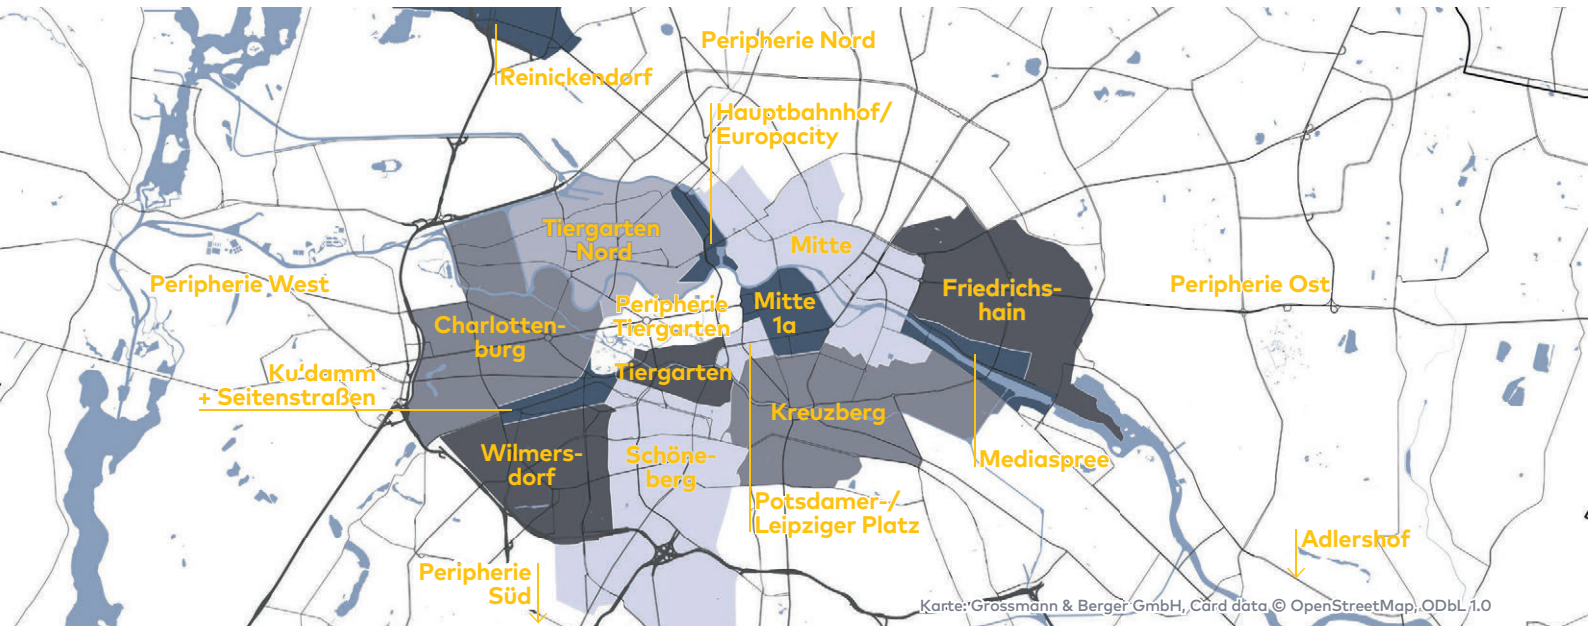 Peripherie Nord
Reinickendorf
Hauptbahnhof/
Europacity
Tiergarten
Nord
Mitte
Peripherie West
Peripherie Ost
Friedrichs-
hain
Peripherie
Tiergarten
Mitte
1a
Charlotten-
burg
Ku‘damm
+ Seitenstraßen
Tiergarten
Kreuzberg
Wilmers-
dorf
Schöne-
berg
Mediaspree
Potsdamer-/
Leipziger Platz
Adlershof
Peripherie
Süd
Karte: Grossmann & Berger GmbH, Card data © OpenStreetMap, ODbL 1.0